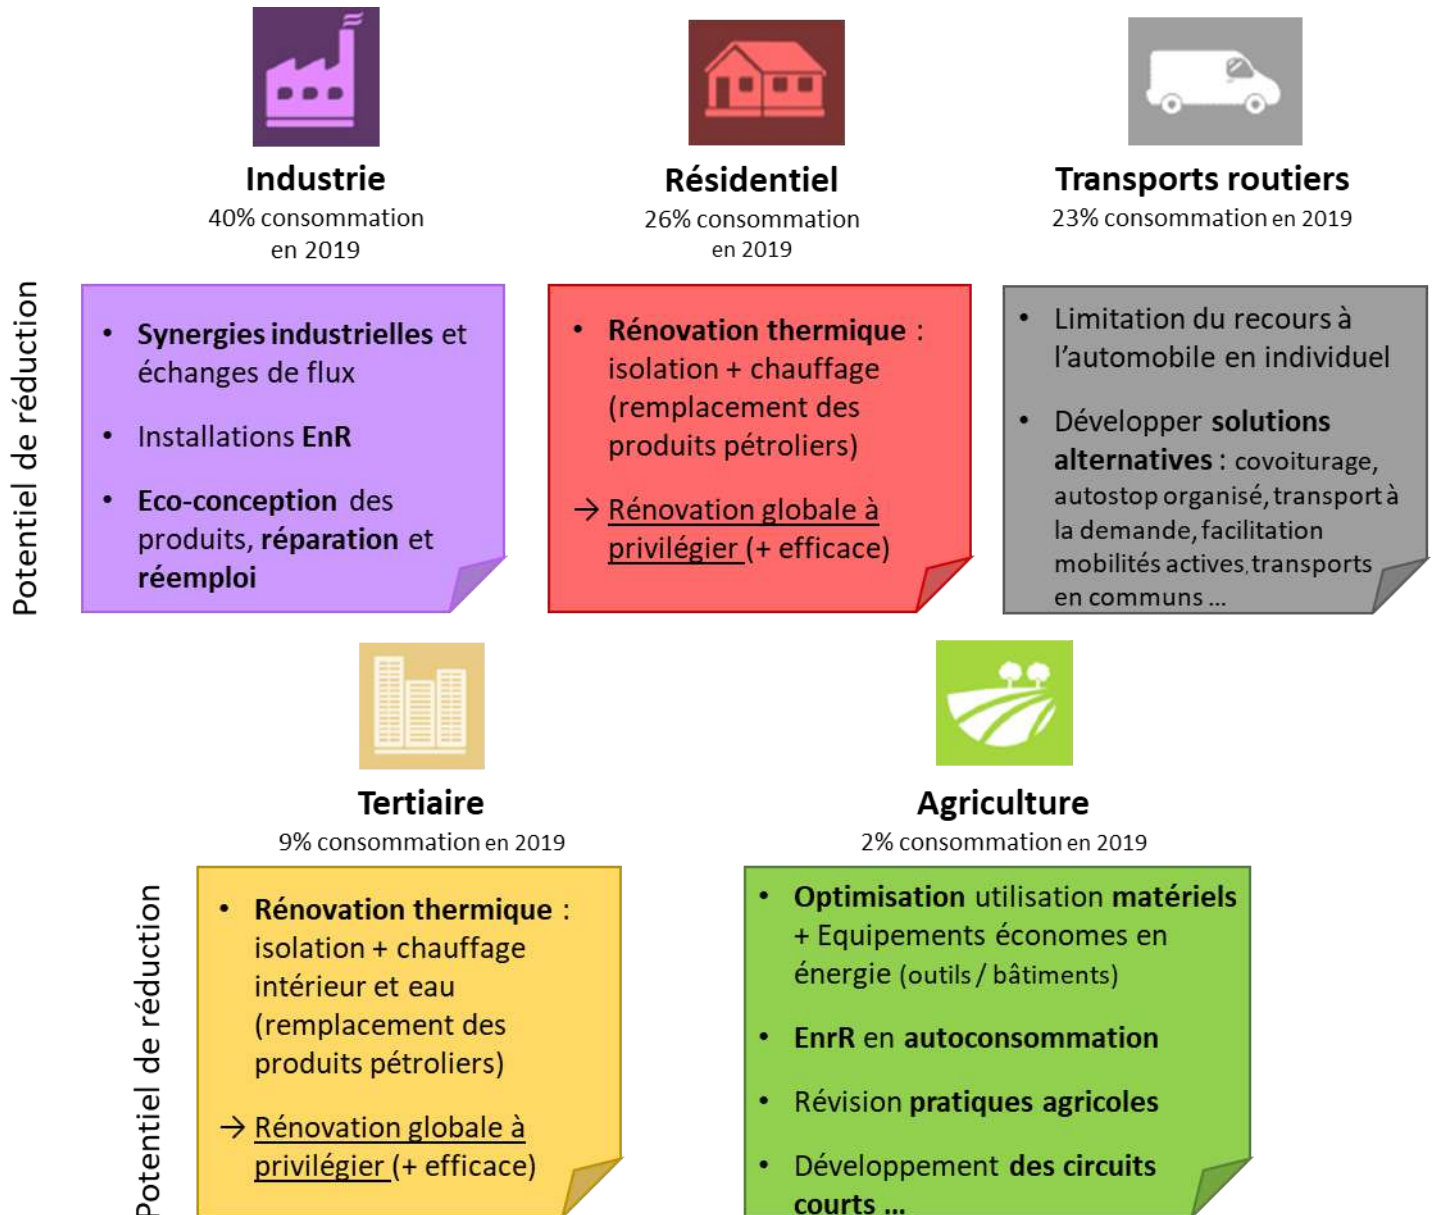 Industrie
40% consommation
en 2019
Résidentiel
26% consommation
en 2019
Transports routiers
23% consommation en 2019
Potentiel de réduction
• Synergies industrielles et
échanges de flux
• Installations EnR
• Eco-conception des
produits, réparation et
réemploi
• Rénovation thermique :
isolation + chauffage
(remplacement des
produits pétroliers)
→ Rénovation globale à
privilégier (+ efficace)
• Limitation du recours à
l’automobile en individuel
• Développer solutions
alternatives : covoiturage,
autostop organisé, transport à
la demande, facilitation
mobilités actives, transports
en communs ...
Tertiaire
9% consommation en 2019
Agriculture
2% consommation en 2019
Potentiel de réduction
• Rénovation thermique :
isolation + chauffage
intérieur et eau
(remplacement des
produits pétroliers)
→ Rénovation globale à
privilégier (+ efficace)
• Optimisation utilisation matériels
+ Equipements économes en
énergie (outils / bâtiments)
• EnrR en autoconsommation
• Révision pratiques agricoles
• Développement des circuits
courts ...